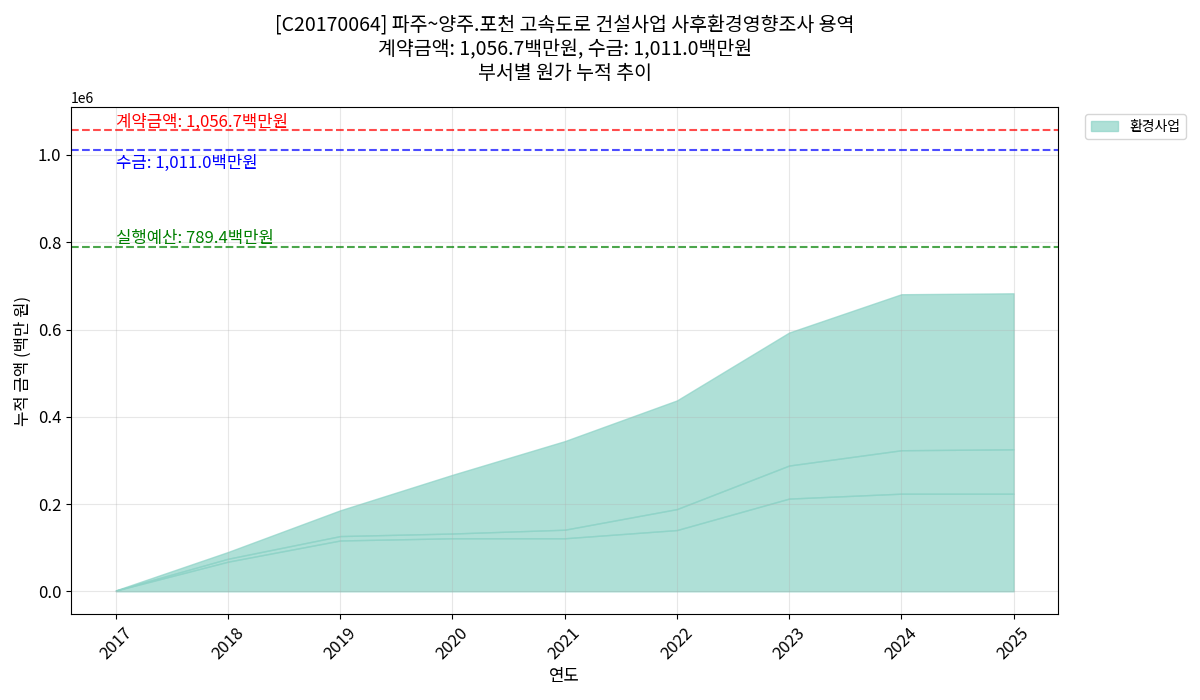 [C20170064] 파주~양주.포천 고속도로 건설사업 사후환경영향조사 용역
계약금액: 1,056.7백만원, 수금: 1,011.0백만원
부서별 원가 누적 추이
1e6
계약금액: 1,056.7백만원
환경사업
1.0
수금: 1,011.0백만원
실행예산: 789.4백만원
0.8
0.6
0.4
0.2
0.0
누적 금액 (백만 원)
2017
2018
2019
2020
2021
2022
2023
2024
2025
연도